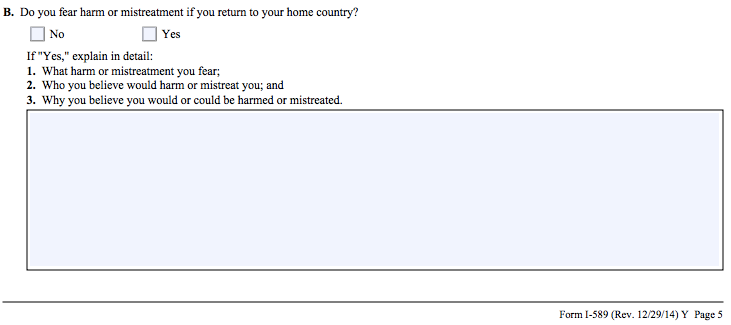 B. Do you fear harm or mistreatment if you return to your home country?
No Yes
If "Yes," explain in detail:
1. What harm or mistreatment you fear;
2. Who you believe would harm or mistreat you; and
3. Why you believe you would or could be harmed or mistreated.
Form I-589 (Rev. 12/29/14) Y Page 5